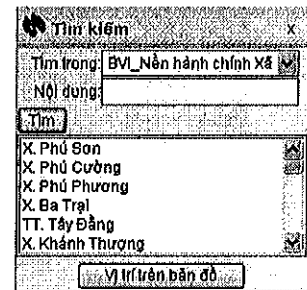 Tìm kiếm x
Tìm trong: BVI_Nền hành chính Xã
Nội dung:
Tìm
X. Phú Sơn
X. Phú Cường
X. Phú Phương
X. Ba Trại
TT. Tây Đằng
X. Khánh Thượng
Vị trí trên bản đồ